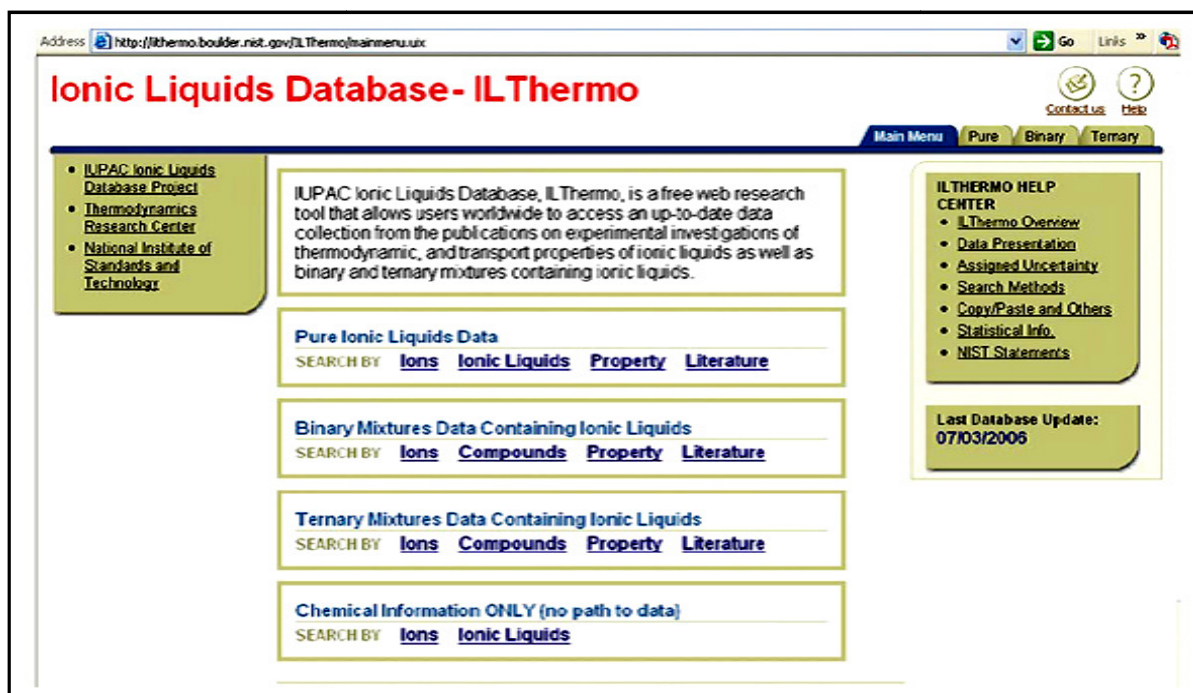 Address http://ilthermo.boulder.nist.gov/ILThermo/mainmenu.uix Go Links »
Ionic Liquids Database- ILThermo
Contact us Help
Main Menu Pure Binary Ternary
• IUPAC Ionic Liquids
Database Project
• Thermodynamics
Research Center
• National Institute of
Standards and
Technology
IUPAC Ionic Liquids Database, ILThermo, is a free web research
tool that allows users worldwide to access an up-to-date data
collection from the publications on experimental investigations of
thermodynamic, and transport properties of ionic liquids as well as
binary and ternary mixtures containing ionic liquids.
Pure Ionic Liquids Data
SEARCH BY Ions Ionic Liquids Property Literature
Binary Mixtures Data Containing Ionic Liquids
SEARCH BY Ions Compounds Property Literature
Ternary Mixtures Data Containing Ionic Liquids
SEARCH BY Ions Compounds Property Literature
Chemical Information ONLY (no path to data)
SEARCH BY Ions Ionic Liquids
ILTHERMO HELP
CENTER
• ILThermo Overview
• Data Presentation
• Assigned Uncertainty
• Search Methods
• Copy/Paste and Others
• Statistical Info.
• NIST Statements
Last Database Update:
07/03/2006